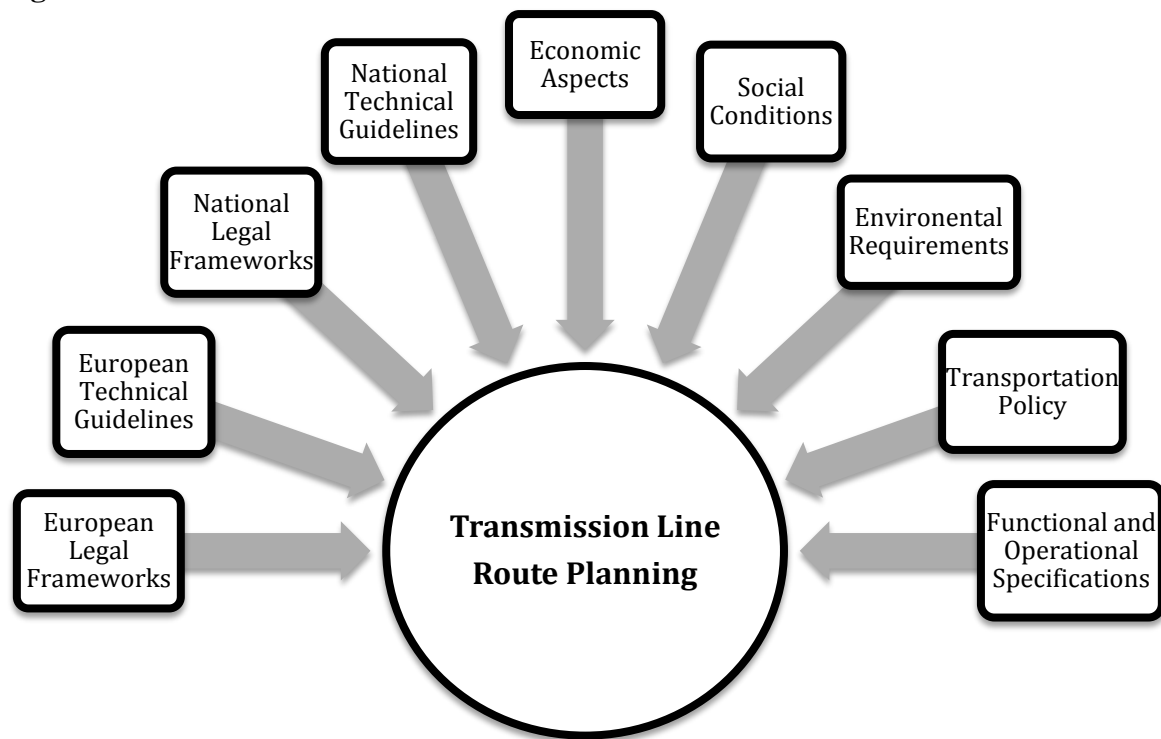 Economic
Aspects
National
Technical
Guidelines
Social
Conditions
National
Legal
Frameworks
Environental
Requirements
European
Technical
Guidelines
Transportation
Policy
European
Legal
Frameworks
Functional and
Operational
Specifications
Transmission Line
Route Planning